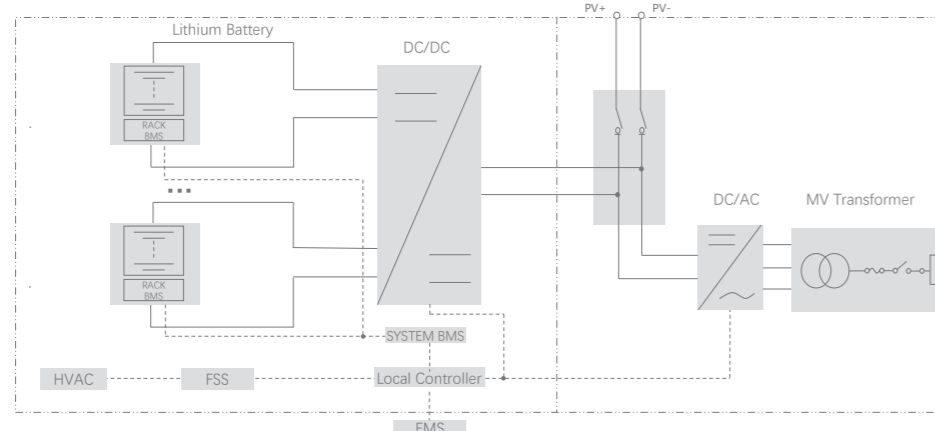 PV+ PV-
Lithium Battery
DC/DC
RACK
BMS
DC/AC MV Transformer
RACK
BMS
SYSTEM BMS
HVAC FSS Local Controller
EMS